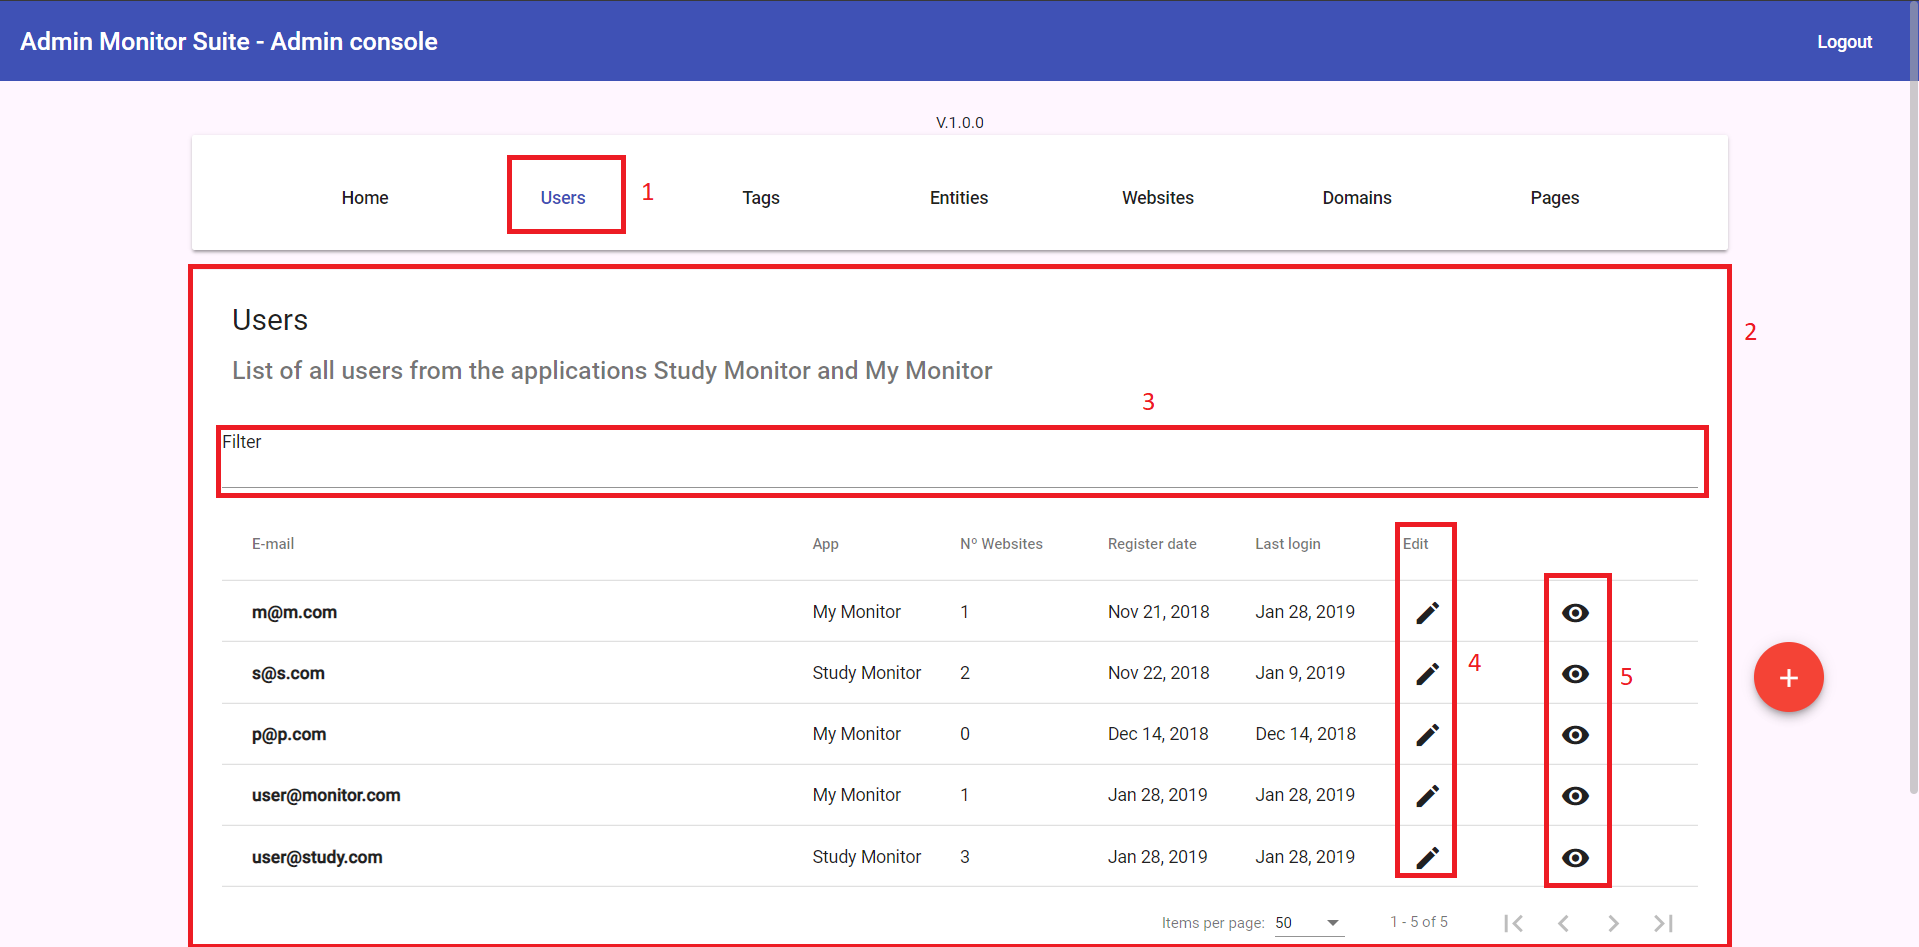 Admin Monitor Suite - Admin console
Logout
V.1.0.0
Home Users 1 Tags Entities Websites Domains Pages
Users
2
List of all users from the applications Study Monitor and My Monitor
3
Filter
E-mail App Nº Websites Register date Last login Edit
m@m.com My Monitor 1 Nov 21, 2018 Jan 28, 2019
s@s.com Study Monitor 2 Nov 22, 2018 Jan 9, 2019
4
5
+
p@p.com My Monitor 0 Dec 14, 2018 Dec 14, 2018
user@monitor.com My Monitor 1 Jan 28, 2019 Jan 28, 2019
user@study.com Study Monitor 3 Jan 28, 2019 Jan 28, 2019
Items per page: 50 1 - 5 of 5